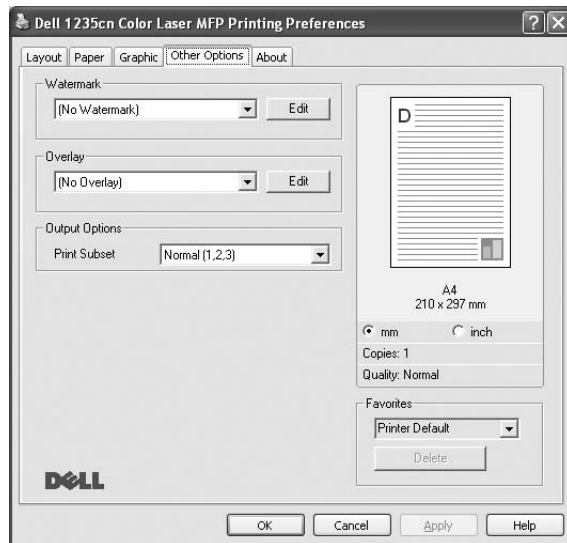 Dell 1235cn Color Laser MFP Printing Preferences
Layout Paper Graphic Other Options About
Watermark
(No Watermark) Edit
Overlay
(No Overlay) Edit
Output Options
Print Subset Normal (1,2,3)
D
A4
210 x 297 mm
mm inch
Copies: 1
Quality: Normal
Favorites
Printer Default
Delete
DELL
OK Cancel Apply Help